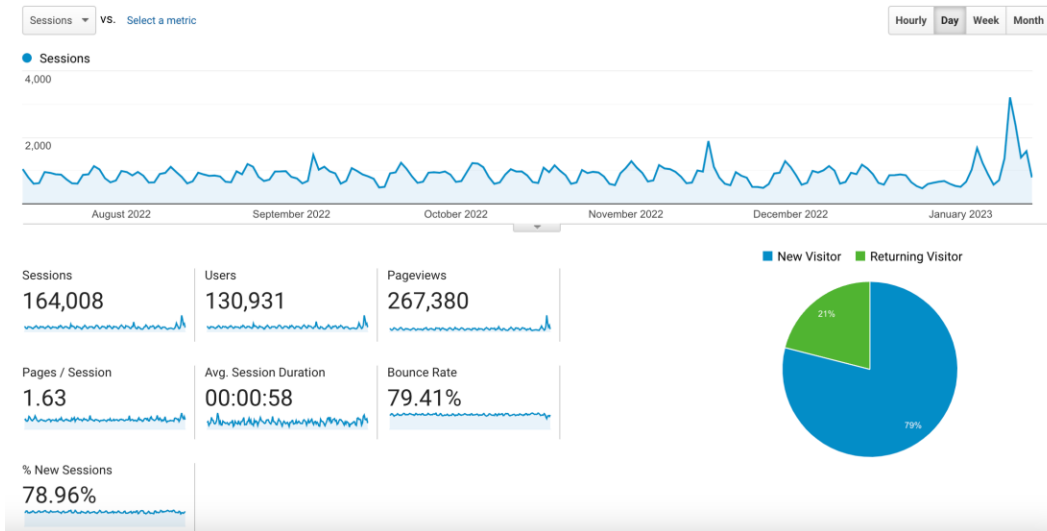 Sessions VS. Select a metric
Hourly Day Week Month
Sessions
4,000
2,000
August 2022 September 2022 October 2022 November 2022 December 2022 January 2023
New Visitor Returning Visitor
Sessions Users Pageviews
164,008 130,931 267,380
21%
Pages / Session Avg. Session Duration Bounce Rate
1.63 00:00:58 79.41%
79%
% New Sessions
78.96%